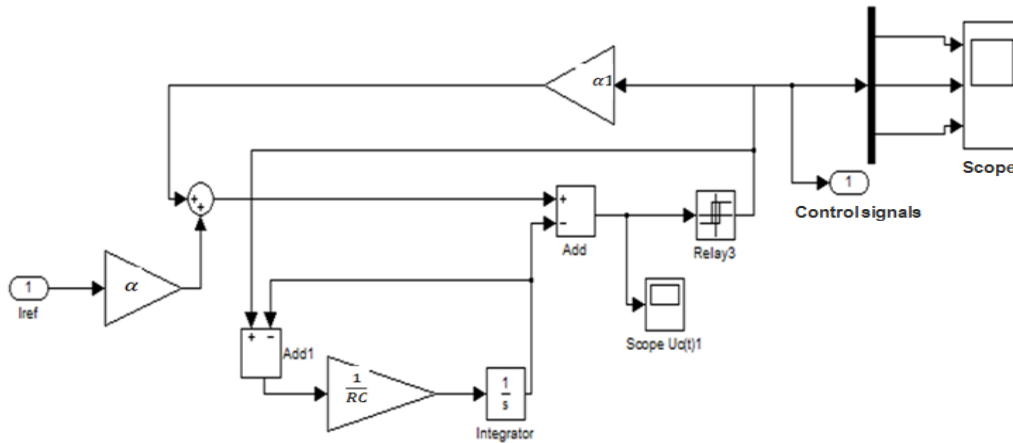 α1
+
+
+
−
1
Scope
Control signals
Add
Relay3
1
Iref
α
Scope Uc(t)1
+ −
Add1
1
RC
1
s
Integrator